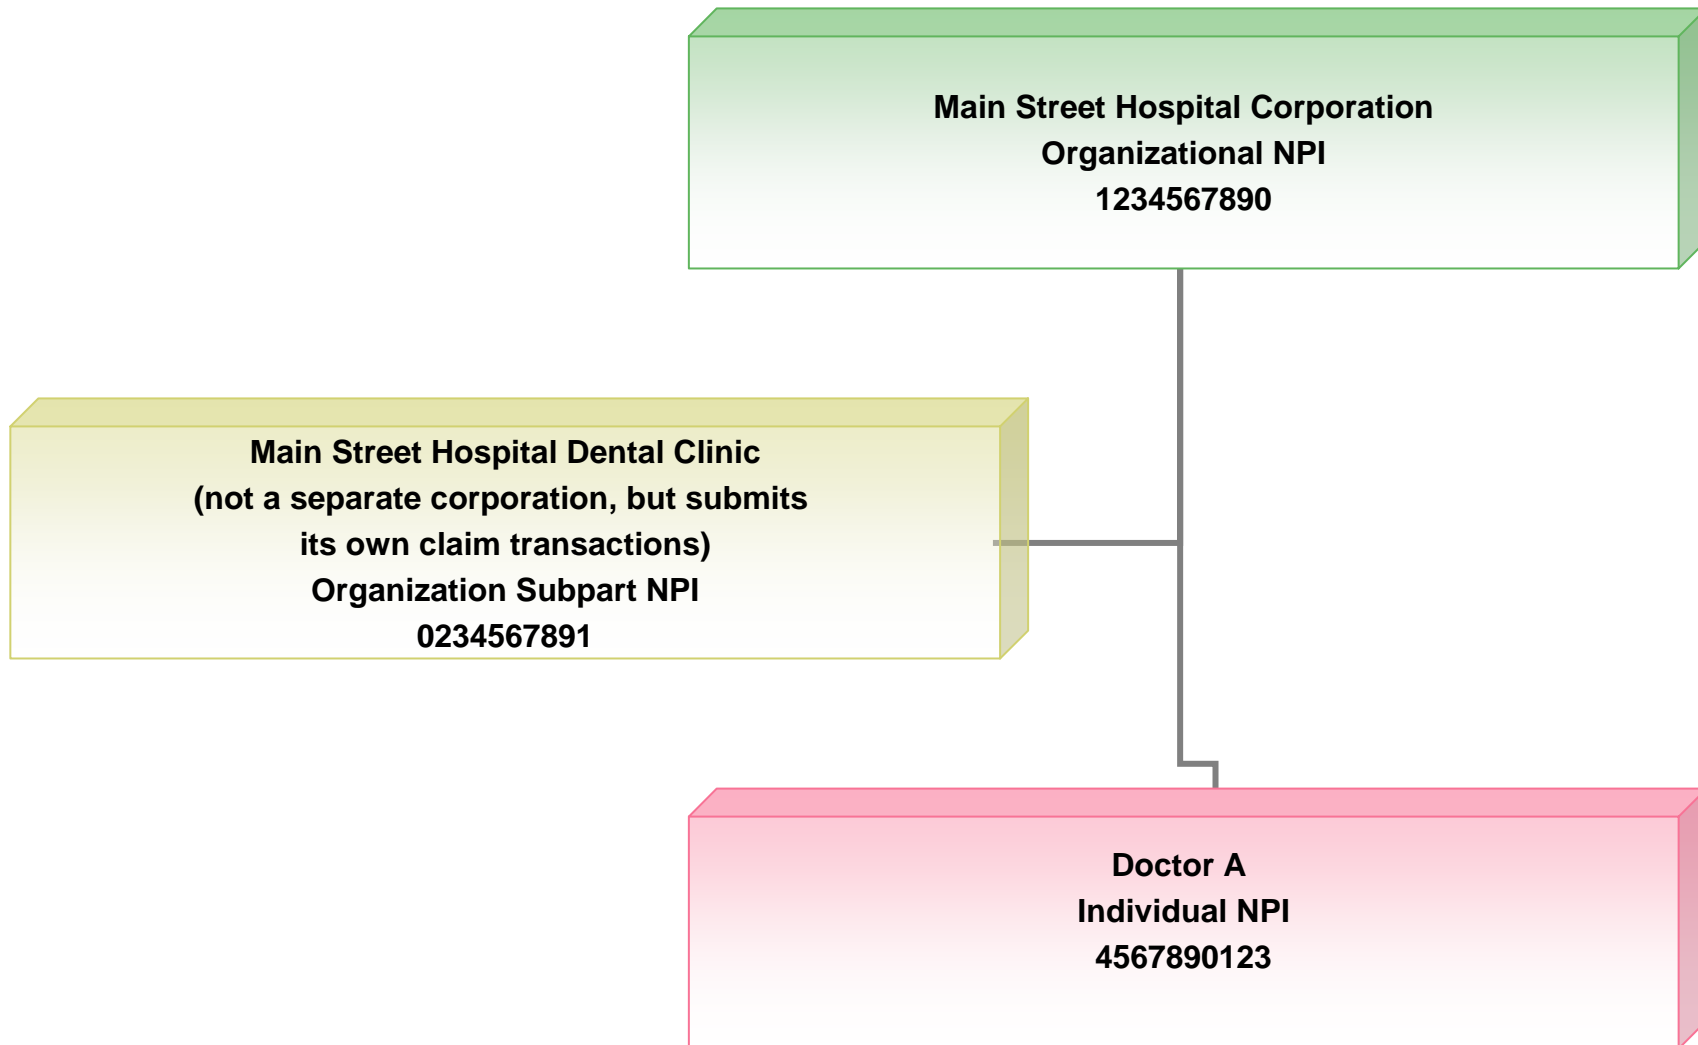 Main Street Hospital Corporation
Organizational NPI
1234567890
Main Street Hospital Dental Clinic
(not a separate corporation, but submits
its own claim transactions)
Organization Subpart NPI
0234567891
Doctor A
Individual NPI
4567890123